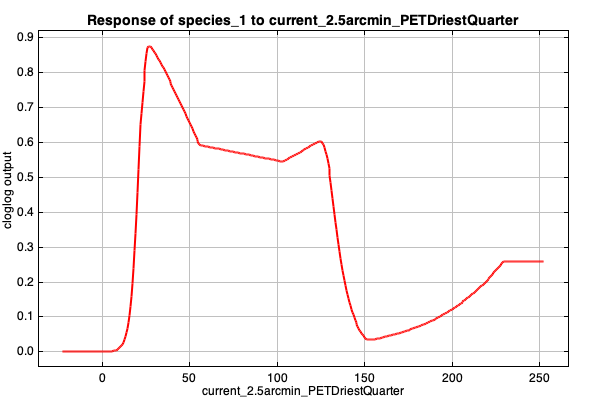 Response of species_1 to current_2.5arcmin_PETDriestQuarter
0.9
0.8
0.7
0.6
0.5
0.4
0.3
0.2
0.1
0.0
cloglog output
0 50 100 150 200 250
current_2.5arcmin_PETDriestQuarter